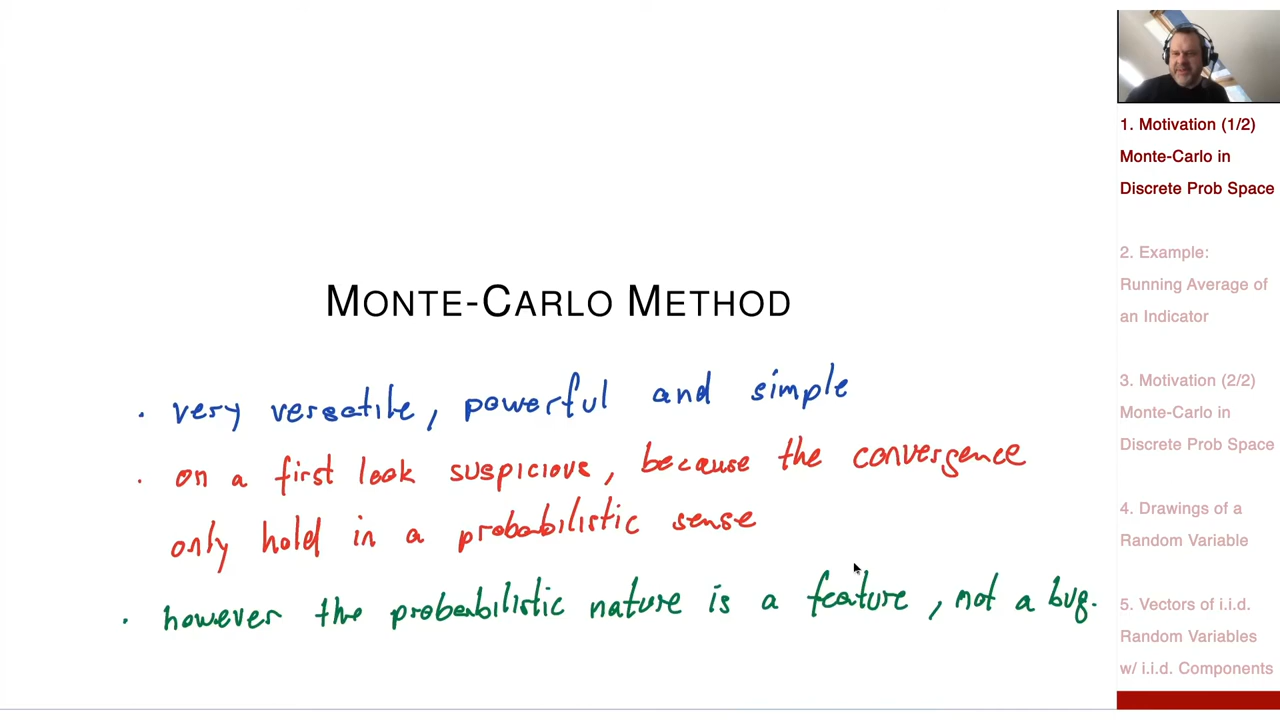 MONTE-CARLO METHOD
· very versatile, powerful and simple
· on a first look suspicious, because the convergence
only hold in a probabilistic sense
· however the probabilistic nature is a feature, not a bug.
1. Motivation (1/2)
Monte-Carlo in
Discrete Prob Space
2. Example:
Running Average of
an Indicator
3. Motivation (2/2)
Monte-Carlo in
Discrete Prob Space
4. Drawings of a
Random Variable
5. Vectors of i.i.d.
Random Variables
w/ i.i.d. Components